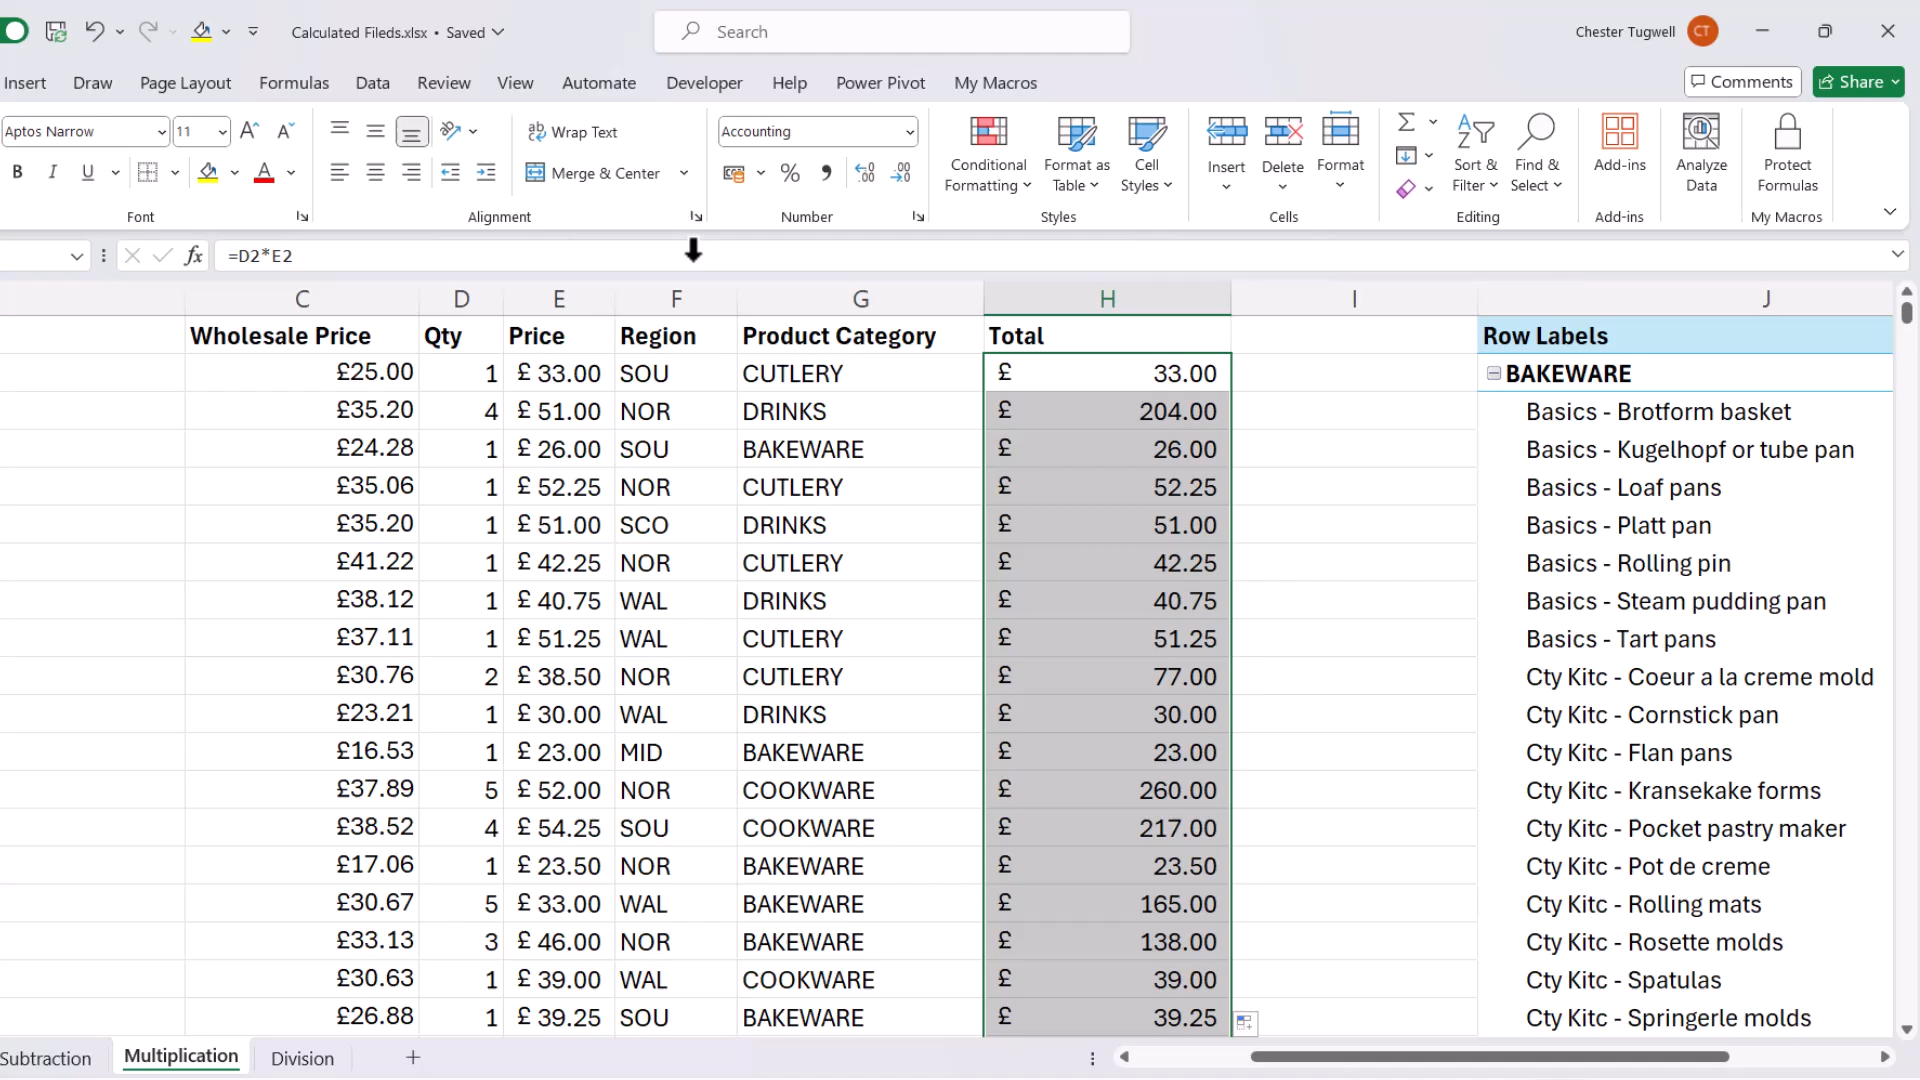 Calculated Fileds.xlsx • Saved
Search
Chester Tugwell
CT
Insert Draw Page Layout Formulas Data Review View Automate Developer Help Power Pivot My Macros
Comments Share
Aptos Narrow 11
Wrap Text
Accounting
B I U
Merge & Center
Conditional Formatting
Format as Table
Cell Styles
Insert
Delete
Format
Sort & Filter
Find & Select
Add-ins
Analyze Data
Protect Formulas
Font Alignment Number Styles Cells Editing Add-ins My Macros
fx =D2*E2
C D E F G H I J
Wholesale Price Qty Price Region Product Category Total Row Labels
£25.00 1 £ 33.00 SOU CUTLERY £ 33.00 BAKEWARE
£35.20 4 £ 51.00 NOR DRINKS £ 204.00 Basics - Brotform basket
£24.28 1 £ 26.00 SOU BAKEWARE £ 26.00 Basics - Kugelhopf or tube pan
£35.06 1 £ 52.25 NOR CUTLERY £ 52.25 Basics - Loaf pans
£35.20 1 £ 51.00 SCO DRINKS £ 51.00 Basics - Platt pan
£41.22 1 £ 42.25 NOR CUTLERY £ 42.25 Basics - Rolling pin
£38.12 1 £ 40.75 WAL DRINKS £ 40.75 Basics - Steam pudding pan
£37.11 1 £ 51.25 WAL CUTLERY £ 51.25 Basics - Tart pans
£30.76 2 £ 38.50 NOR CUTLERY £ 77.00 Cty Kitc - Coeur a la creme mold
£23.21 1 £ 30.00 WAL DRINKS £ 30.00 Cty Kitc - Cornstick pan
£16.53 1 £ 23.00 MID BAKEWARE £ 23.00 Cty Kitc - Flan pans
£37.89 5 £ 52.00 NOR COOKWARE £ 260.00 Cty Kitc - Kransekake forms
£38.52 4 £ 54.25 SOU COOKWARE £ 217.00 Cty Kitc - Pocket pastry maker
£17.06 1 £ 23.50 NOR BAKEWARE £ 23.50 Cty Kitc - Pot de creme
£30.67 5 £ 33.00 WAL BAKEWARE £ 165.00 Cty Kitc - Rolling mats
£33.13 3 £ 46.00 NOR BAKEWARE £ 138.00 Cty Kitc - Rosette molds
£30.63 1 £ 39.00 WAL COOKWARE £ 39.00 Cty Kitc - Spatulas
£26.88 1 £ 39.25 SOU BAKEWARE £ 39.25 Cty Kitc - Springerle molds
Subtraction Multiplication Division